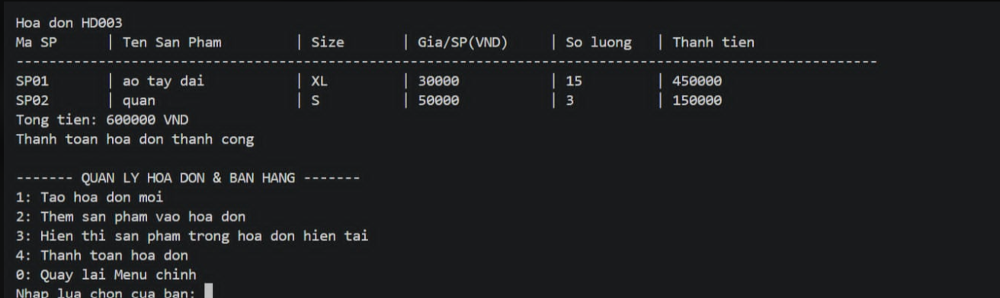 Hoa don HD003
Ma SP | Ten San Pham | Size | Gia/SP(VND) | So luong | Thanh tien
---------------------------------------------------------------------------------------------------------
SP01 | ao tay dai | XL | 30000 | 15 | 450000
SP02 | quan | S | 50000 | 3 | 150000
Tong tien: 600000 VND
Thanh toan hoa don thanh cong
------- QUAN LY HOA DON & BAN HANG -------
1: Tao hoa don moi
2: Them san pham vao hoa don
3: Hien thi san pham trong hoa don hien tai
4: Thanh toan hoa don
0: Quay lai Menu chinh
Nhap lua chon cua ban: